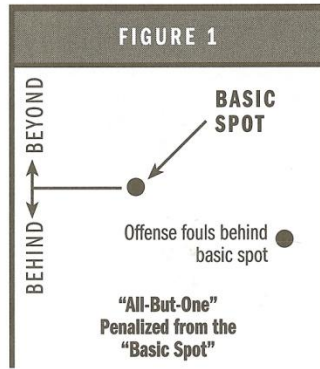 FIGURE 1
BEYOND
BEHIND
BASIC
SPOT
Offense fouls behind
basic spot
“All-But-One”
Penalized from the
“Basic Spot”